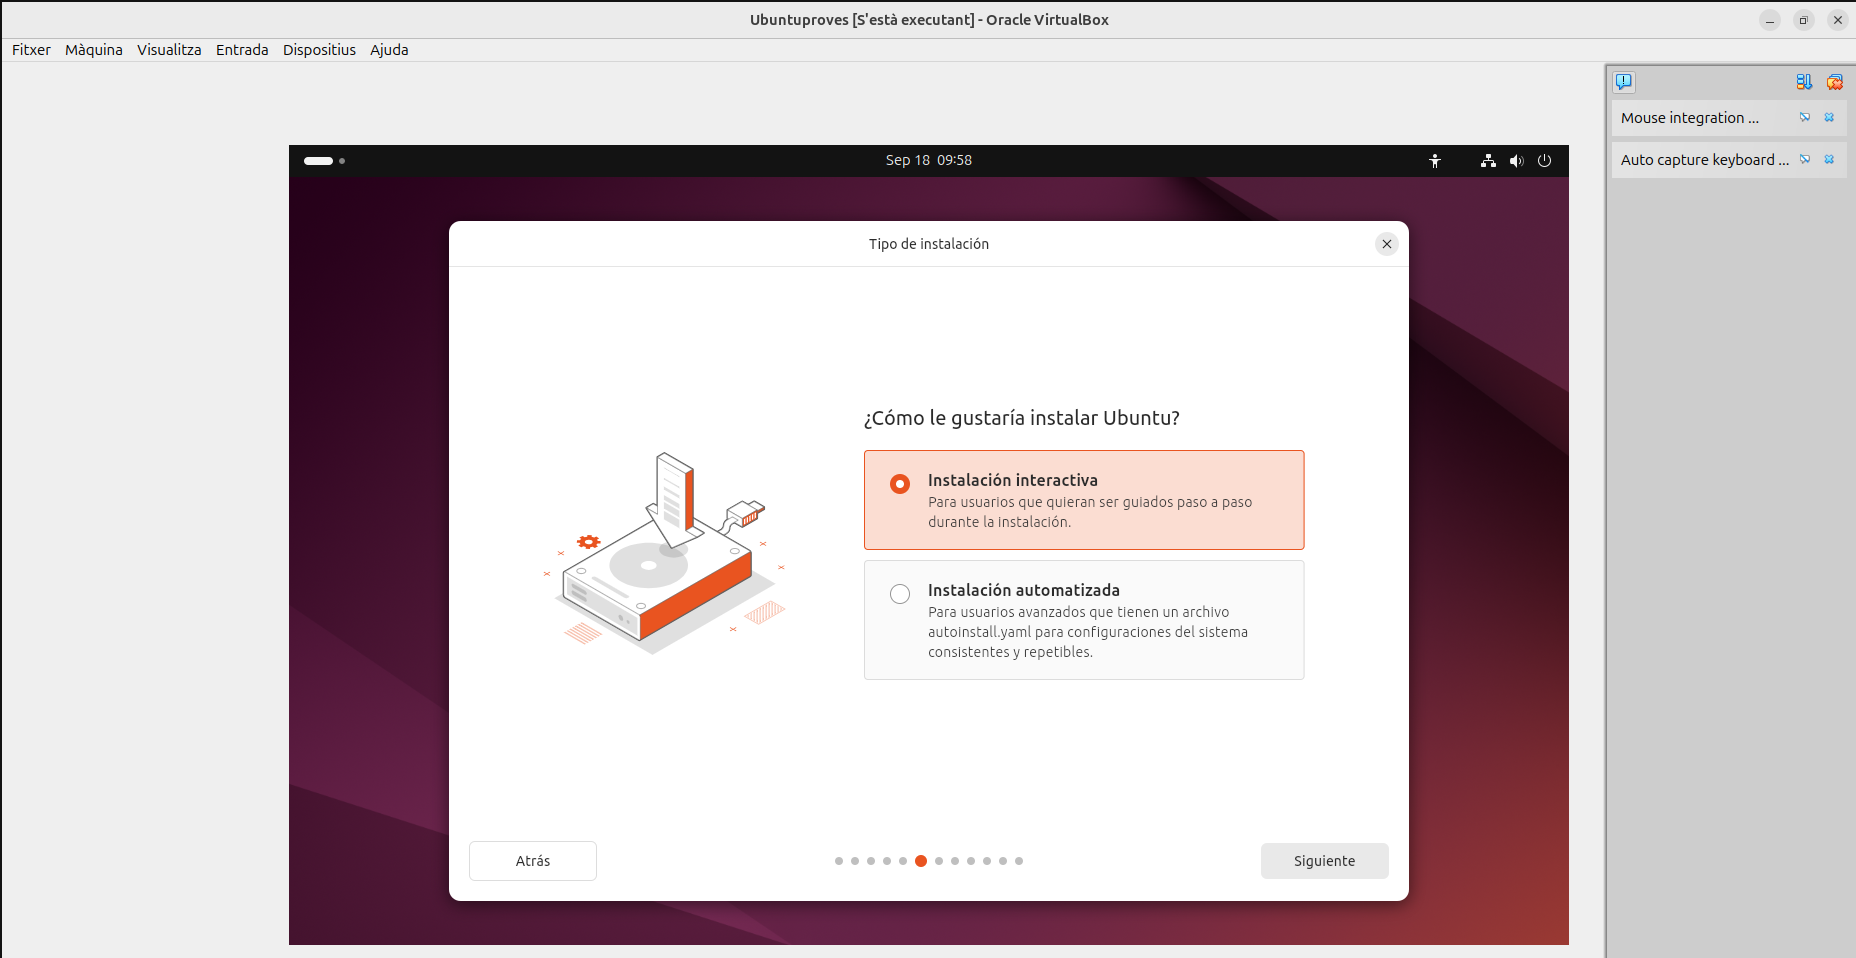 Ubuntuproves [S'està executant] - Oracle VirtualBox
Fitxer Màquina Visualitza Entrada Dispositius Ajuda
Mouse integration ...
Auto capture keyboard ...
Sep 18 09:58
Tipo de instalación
¿Cómo le gustaría instalar Ubuntu?
Instalación interactiva
Para usuarios que quieran ser guiados paso a paso
durante la instalación.
Instalación automatizada
Para usuarios avanzados que tienen un archivo
autoinstall.yaml para configuraciones del sistema
consistentes y repetibles.
Atrás
Siguiente